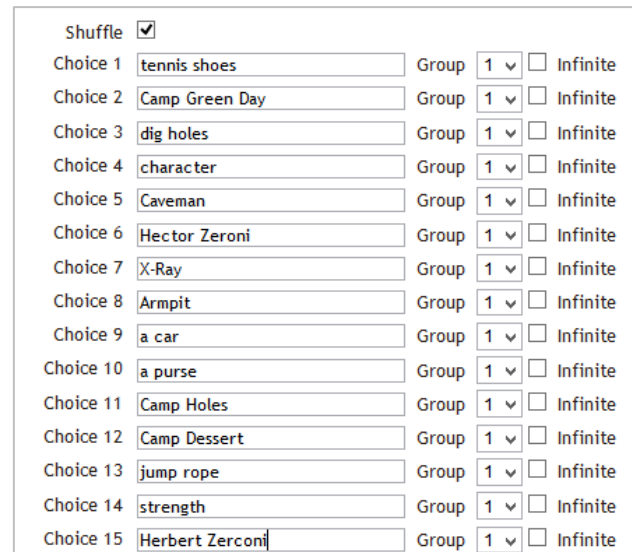 Shuffle
Choice 1 tennis shoes Group 1 Infinite
Choice 2 Camp Green Day Group 1 Infinite
Choice 3 dig holes Group 1 Infinite
Choice 4 character Group 1 Infinite
Choice 5 Caveman Group 1 Infinite
Choice 6 Hector Zeroni Group 1 Infinite
Choice 7 X-Ray Group 1 Infinite
Choice 8 Armpit Group 1 Infinite
Choice 9 a car Group 1 Infinite
Choice 10 a purse Group 1 Infinite
Choice 11 Camp Holes Group 1 Infinite
Choice 12 Camp Dessert Group 1 Infinite
Choice 13 jump rope Group 1 Infinite
Choice 14 strength Group 1 Infinite
Choice 15 Herbert Zerconi Group 1 Infinite